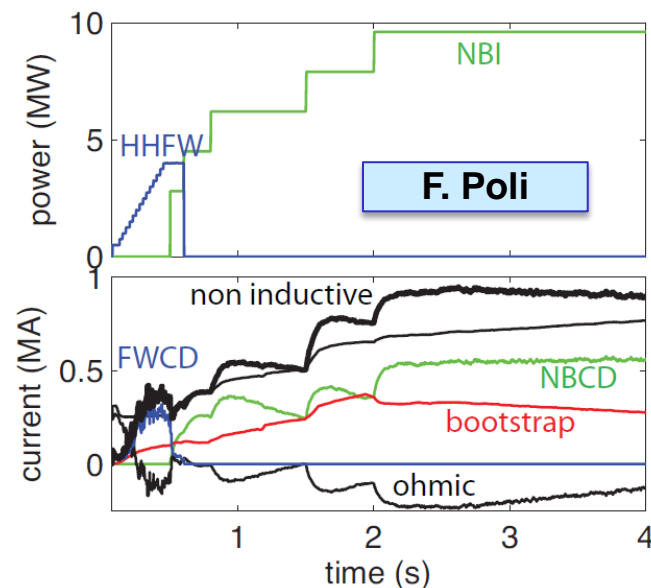 10
power (MW)
5
0
HHFW
NBI
F. Poli
1
current (MA)
0.5
0
non inductive
FWCD
NBCD
bootstrap
ohmic
1
2
3
4
time (s)